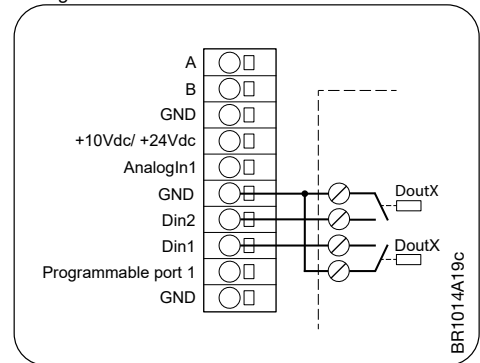 A
B
GND
+10Vdc/ +24Vdc
AnalogIn1
GND
Din2
Din1
Programmable port 1
GND
DoutX
DoutX
BR1014A19c